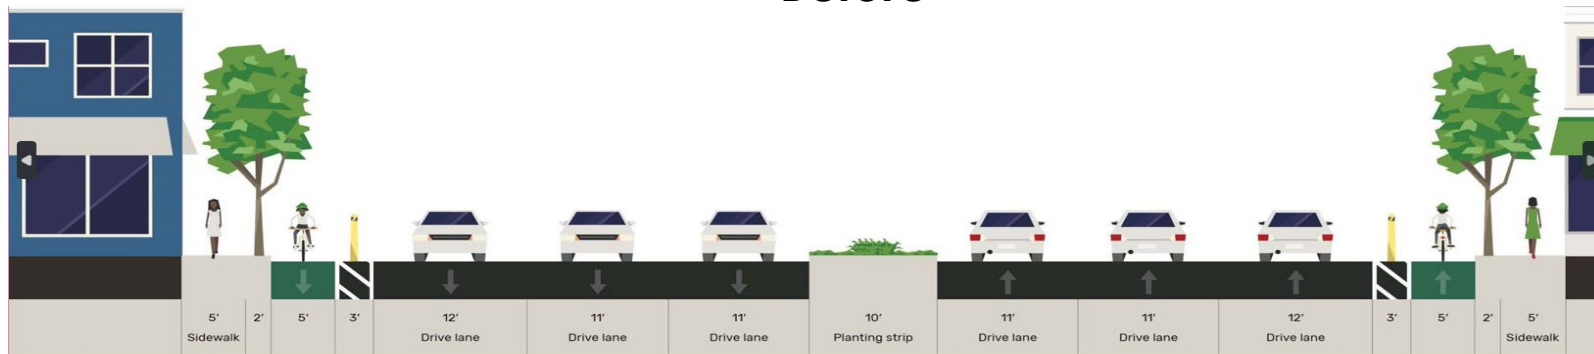 Before
5' 2' 5' 3' 12' 11' 11' 10' 11' 11' 12' 3' 5' 2' 5'
Sidewalk Drive lane Drive lane Drive lane Planting strip Drive lane Drive lane Drive lane Sidewalk